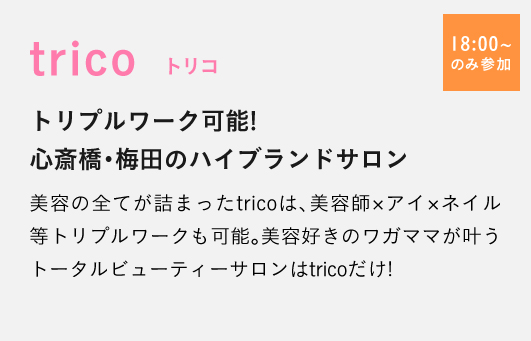 trico トリコ
18:00~
のみ参加
トリプルワーク可能!
心斎橋・梅田のハイブランドサロン
美容の全てが詰まったtricoは、美容師×アイ×ネイル
等トリプルワークも可能。美容好きのワガママが叶う
トータルビューティーサロンはtricoだけ!